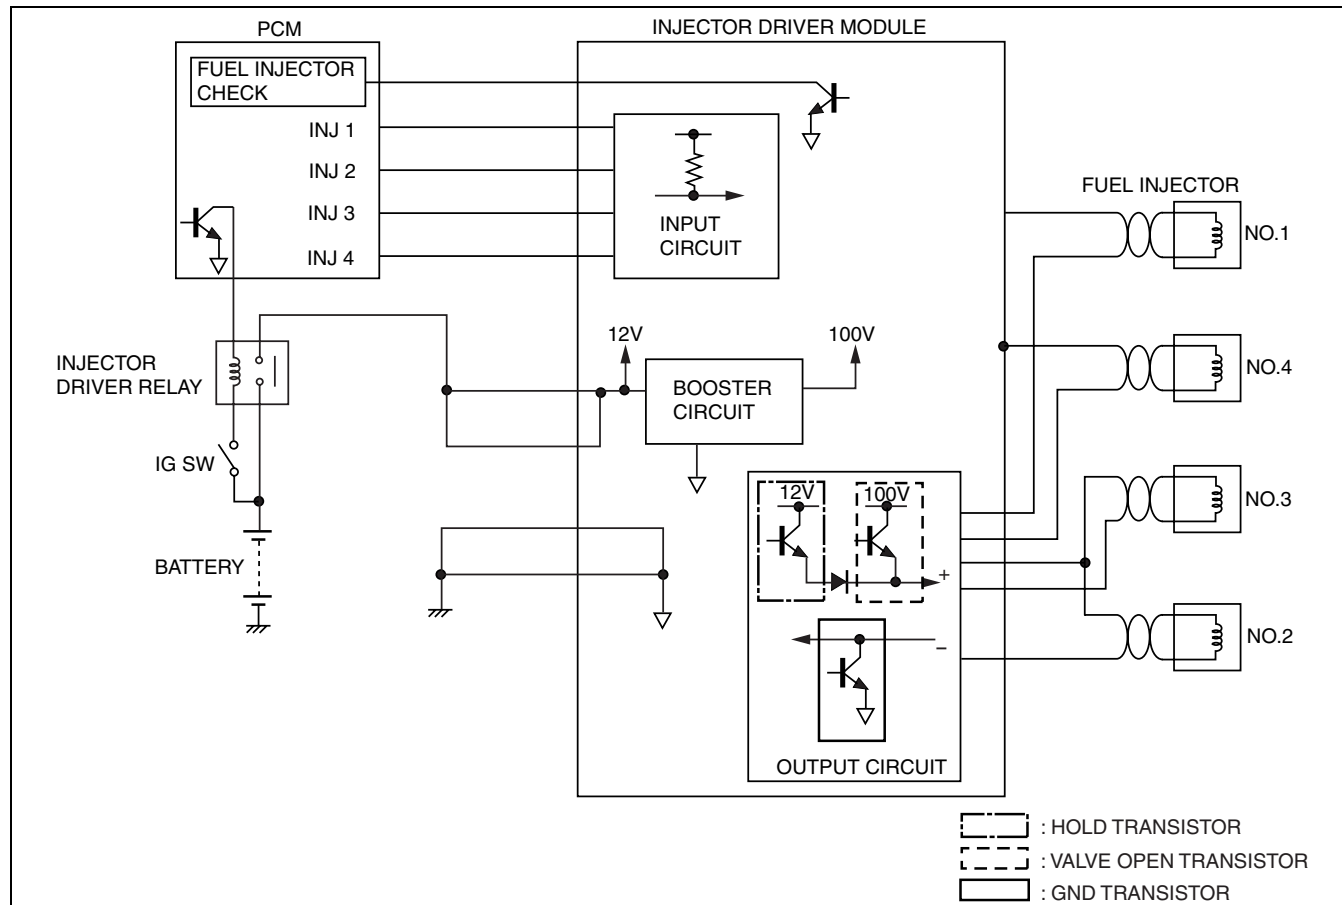 PCM
INJECTOR DRIVER MODULE
FUEL INJECTOR
CHECK
INJ 1
INJ 2
INJ 3
INJ 4
INPUT
CIRCUIT
FUEL INJECTOR
NO.1
12V
100V
INJECTOR
DRIVER RELAY
BOOSTER
CIRCUIT
NO.4
IG SW
12V
100V
NO.3
BATTERY
+
NO.2
−
OUTPUT CIRCUIT
: HOLD TRANSISTOR
: VALVE OPEN TRANSISTOR
: GND TRANSISTOR